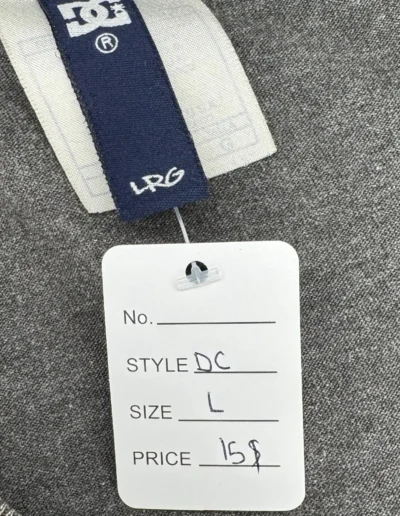 DC
®
LRG
No.
STYLE DC
SIZE L
PRICE 15$